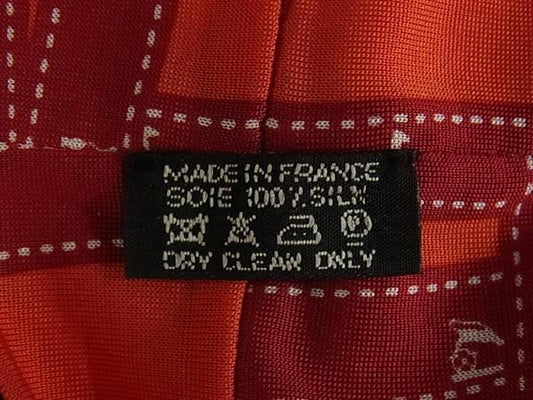 MADE IN FRANCE
SOIE 100% SILK
DRY CLEAN ONLY